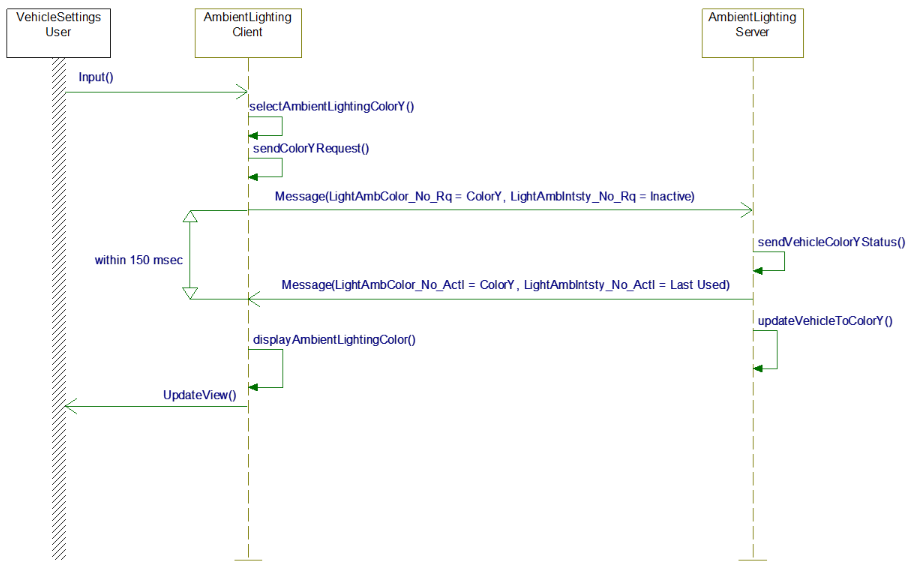 VehicleSettings
User
AmbientLighting
Client
AmbientLighting
Server
Input()
selectAmbientLightingColorY()
sendColorYRequest()
Message(LightAmbColor_No_Rq = ColorY, LightAmbIntsty_No_Rq = Inactive)
sendVehicleColorYStatus()
within 150 msec
Message(LightAmbColor_No_Actl = ColorY, LightAmbIntsty_No_Actl = Last Used)
updateVehicleToColorY()
displayAmbientLightingColor()
UpdateView()